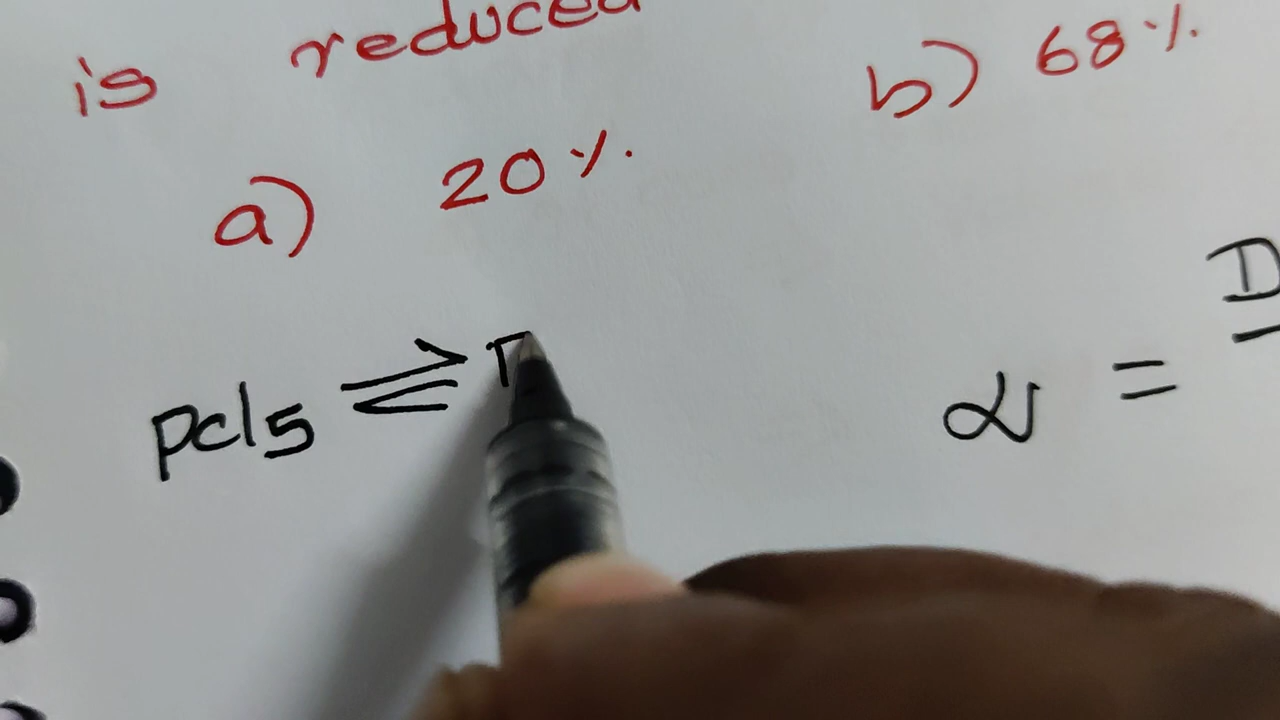 is reduced
a) 20% b) 68%
pcl5 ⇌
α = D